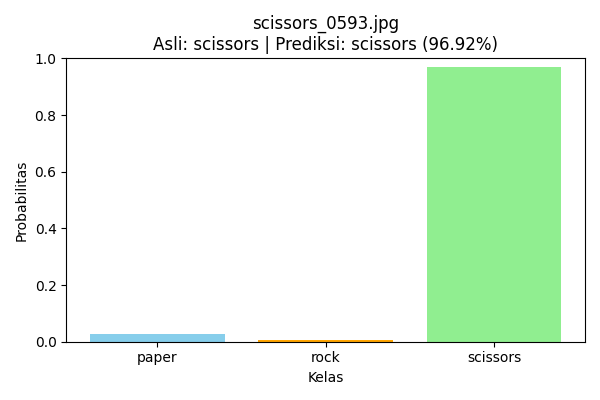 scissors_0593.jpg
Asli: scissors | Prediksi: scissors (96.92%)
1.0
0.8
0.6
0.4
0.2
0.0
Probabilitas
paper
rock
scissors
Kelas